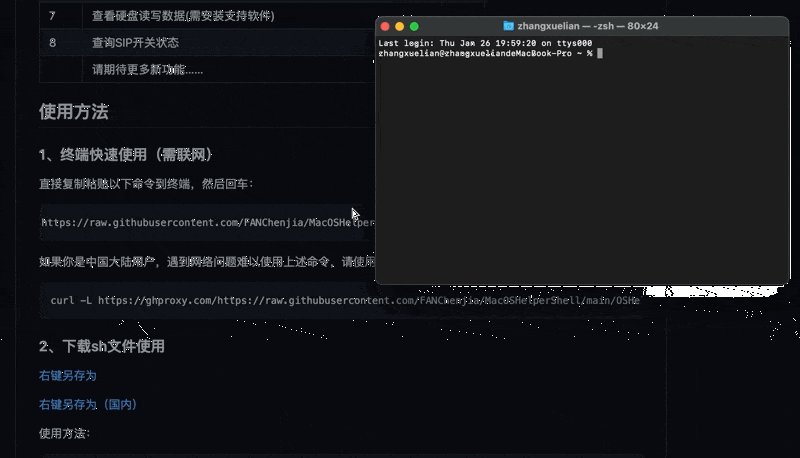 7 查看硬盘读写数据(需安装支持软件)
8 查询SIP开关状态
请期待更多新功能......
使用方法
1、终端快速使用（需联网）
直接复制粘贴以下命令到终端，然后回车：
https://raw.githubusercontent.com/FANChenjia/MacOSHelper
如果你是中国大陆用户，遇到网络问题难以使用上述命令，请使用
curl -L https://ghproxy.com/https://raw.githubusercontent.com/FANChenjia/MacOSHelperShell/main/OSHe
2、下载sh文件使用
右键另存为
右键另存为（国内）
使用方法：
zhangxuelian — -zsh — 80×24
Last login: Thu Jan 26 19:59:20 on ttys000
zhangxuelian@zhangxueliandeMacBook-Pro ~ %